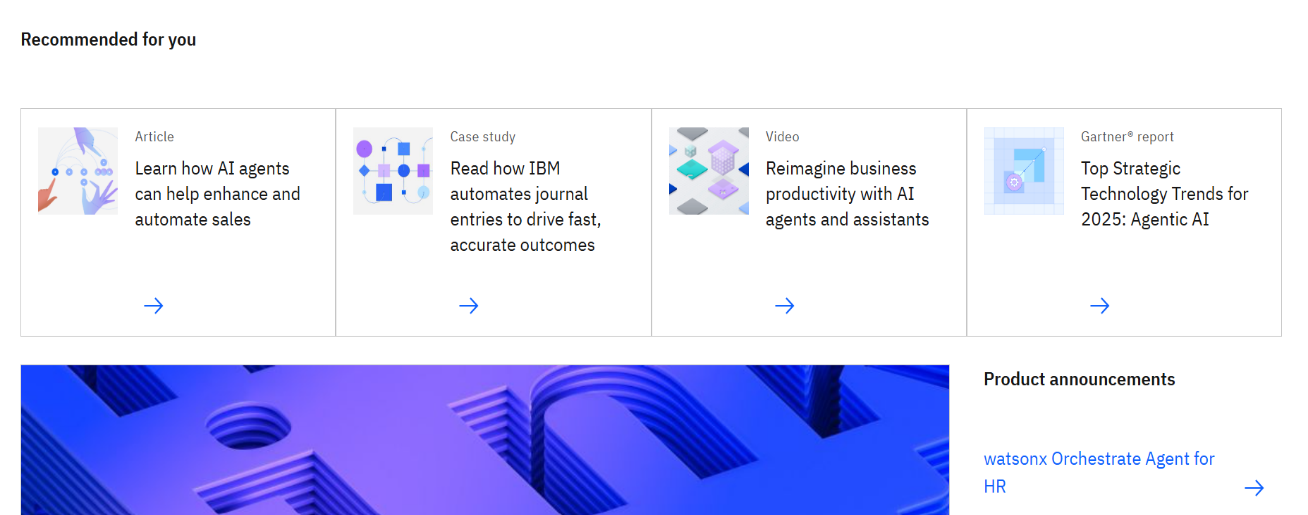 Recommended for you
Article
Learn how AI agents
can help enhance and
automate sales
Case study
Read how IBM
automates journal
entries to drive fast,
accurate outcomes
Video
Reimagine business
productivity with AI
agents and assistants
Gartner® report
Top Strategic
Technology Trends for
2025: Agentic AI
Product announcements
watsonx Orchestrate Agent for
HR